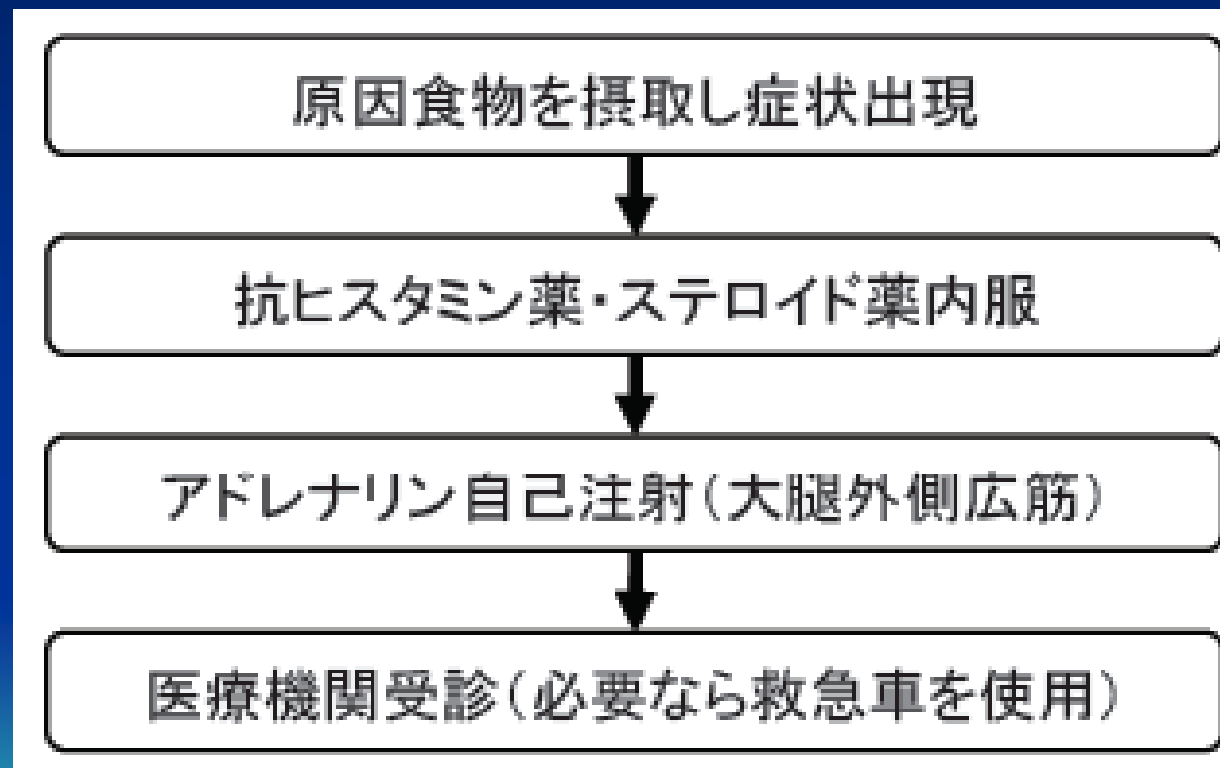 原因食物を摂取し症状出現
抗ヒスタミン薬・ステロイド薬内服
アドレナリン自己注射(大腿外側広筋)
医療機関受診(必要なら救急車を使用)